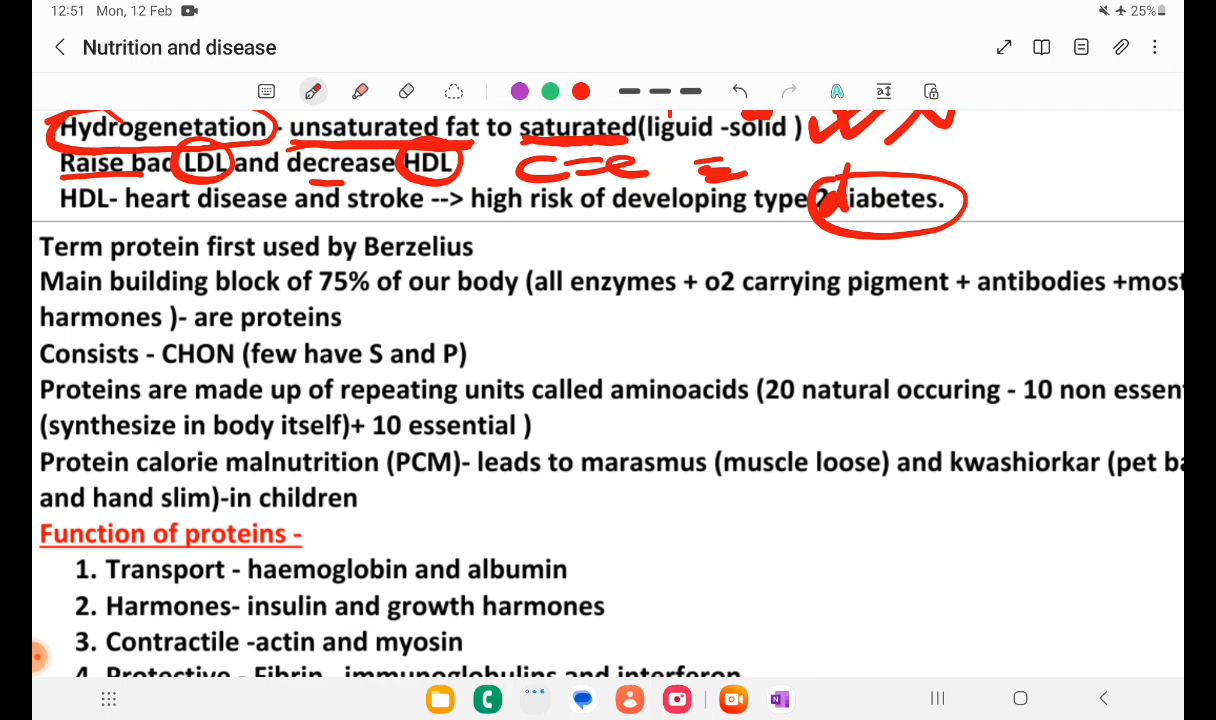 12:51 Mon, 12 Feb
25%
Nutrition and disease
Hydrogenetation - unsaturated fat to saturated(liguid -solid )
Raise bad LDL and decrease HDL
C=C =
HDL- heart disease and stroke --> high risk of developing type 2 diabetes.
Term protein first used by Berzelius
Main building block of 75% of our body (all enzymes + o2 carrying pigment + antibodies +most
harmones )- are proteins
Consists - CHON (few have S and P)
Proteins are made up of repeating units called aminoacids (20 natural occuring - 10 non essen
(synthesize in body itself)+ 10 essential )
Protein calorie malnutrition (PCM)- leads to marasmus (muscle loose) and kwashiorkar (pet ba
and hand slim)-in children
Function of proteins -
1. Transport - haemoglobin and albumin
2. Harmones- insulin and growth harmones
3. Contractile -actin and myosin
4. Protective - Fibrin , immunoglobulins and interferon